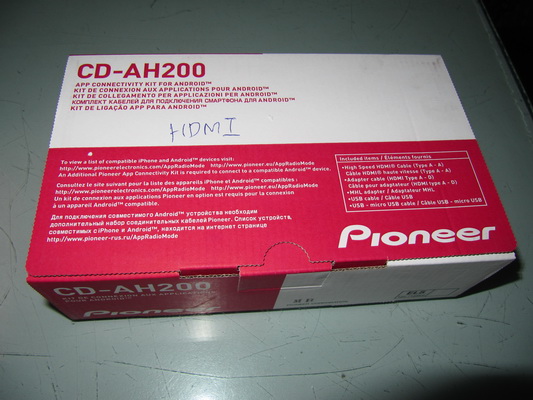 CD-AH200
APP CONNECTIVITY KIT FOR ANDROID™
KIT DE CONNEXION AUX APPLICATIONS POUR ANDROID™
KIT DE COLLEGAMENTO PER APPLICAZIONI PER ANDROID™
КОМПЛЕКТ КАБЕЛЕЙ ДЛЯ ПОДКЛЮЧЕНИЯ СМАРТФОНА ДЛЯ ANDROID™
KIT DE LIGAÇÃO APP PARA ANDROID™
HDMI
To view a list of compatible iPhone and Android™ devices visit:
http://www.pioneerelectronics.com/AppRadioMode http://www.pioneer.eu/AppRadioMode
Additional Pioneer App Connectivity Kit is required to connect to a compatible Android™ device.
Consultez le site suivant pour la liste des appareils iPhone et Android™ compatibles :
http://www.pioneerelectronics.com/AppRadioMode http://www.pioneer.eu/AppRadioMode
Un kit de connexion aux applications Pioneer en option est requis pour la connexion
à un appareil Android™ compatible.
Для подключения совместимого Android™ устройства необходим
дополнительный набор соединительных кабелей Pioneer. Список устройств,
совместимых с iPhone и Android™, находится на интернет странице
http://www.pioneer-rus.ru/AppRadioMode
Included items / Éléments fournis
• High Speed HDMI® Cable (Type A - A)
Câble HDMI® haute vitesse (Type A - A)
• Adapter cable (HDMI Type A - D)
Câble pour adaptateur (HDMI type A - D)
• MHL adapter / Adaptateur MHL
• USB cable / Câble USB
• USB - micro USB cable / Câble USB - micro USB
Pioneer
CD-AH200
KIT DE CONNEXION AUX APPLICATIONS POUR ANDROID™